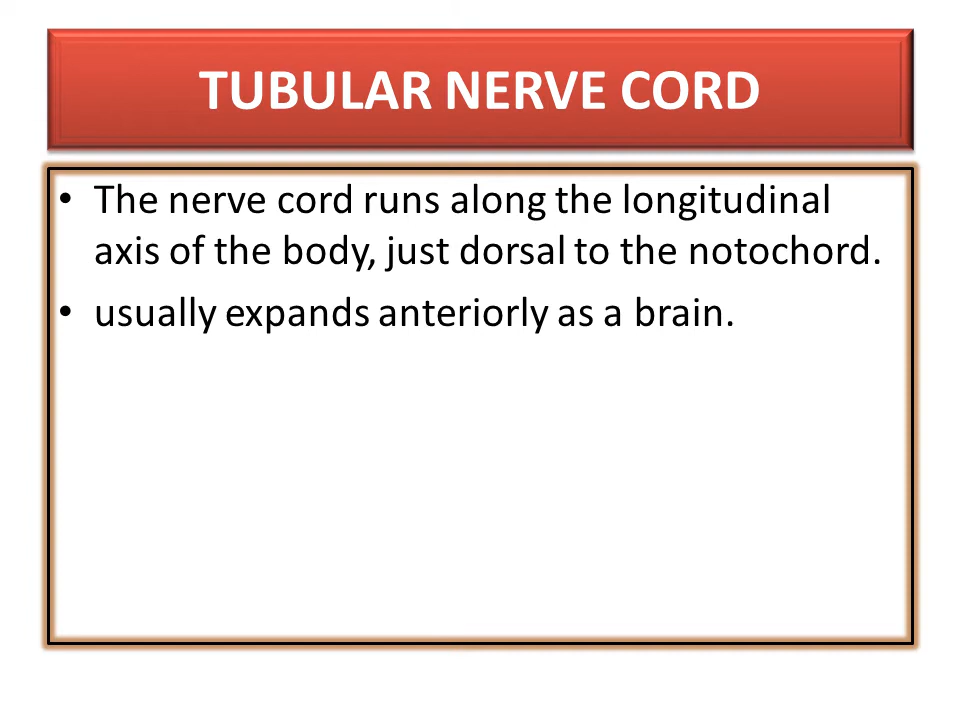 TUBULAR NERVE CORD
• The nerve cord runs along the longitudinal
axis of the body, just dorsal to the notochord.
• usually expands anteriorly as a brain.